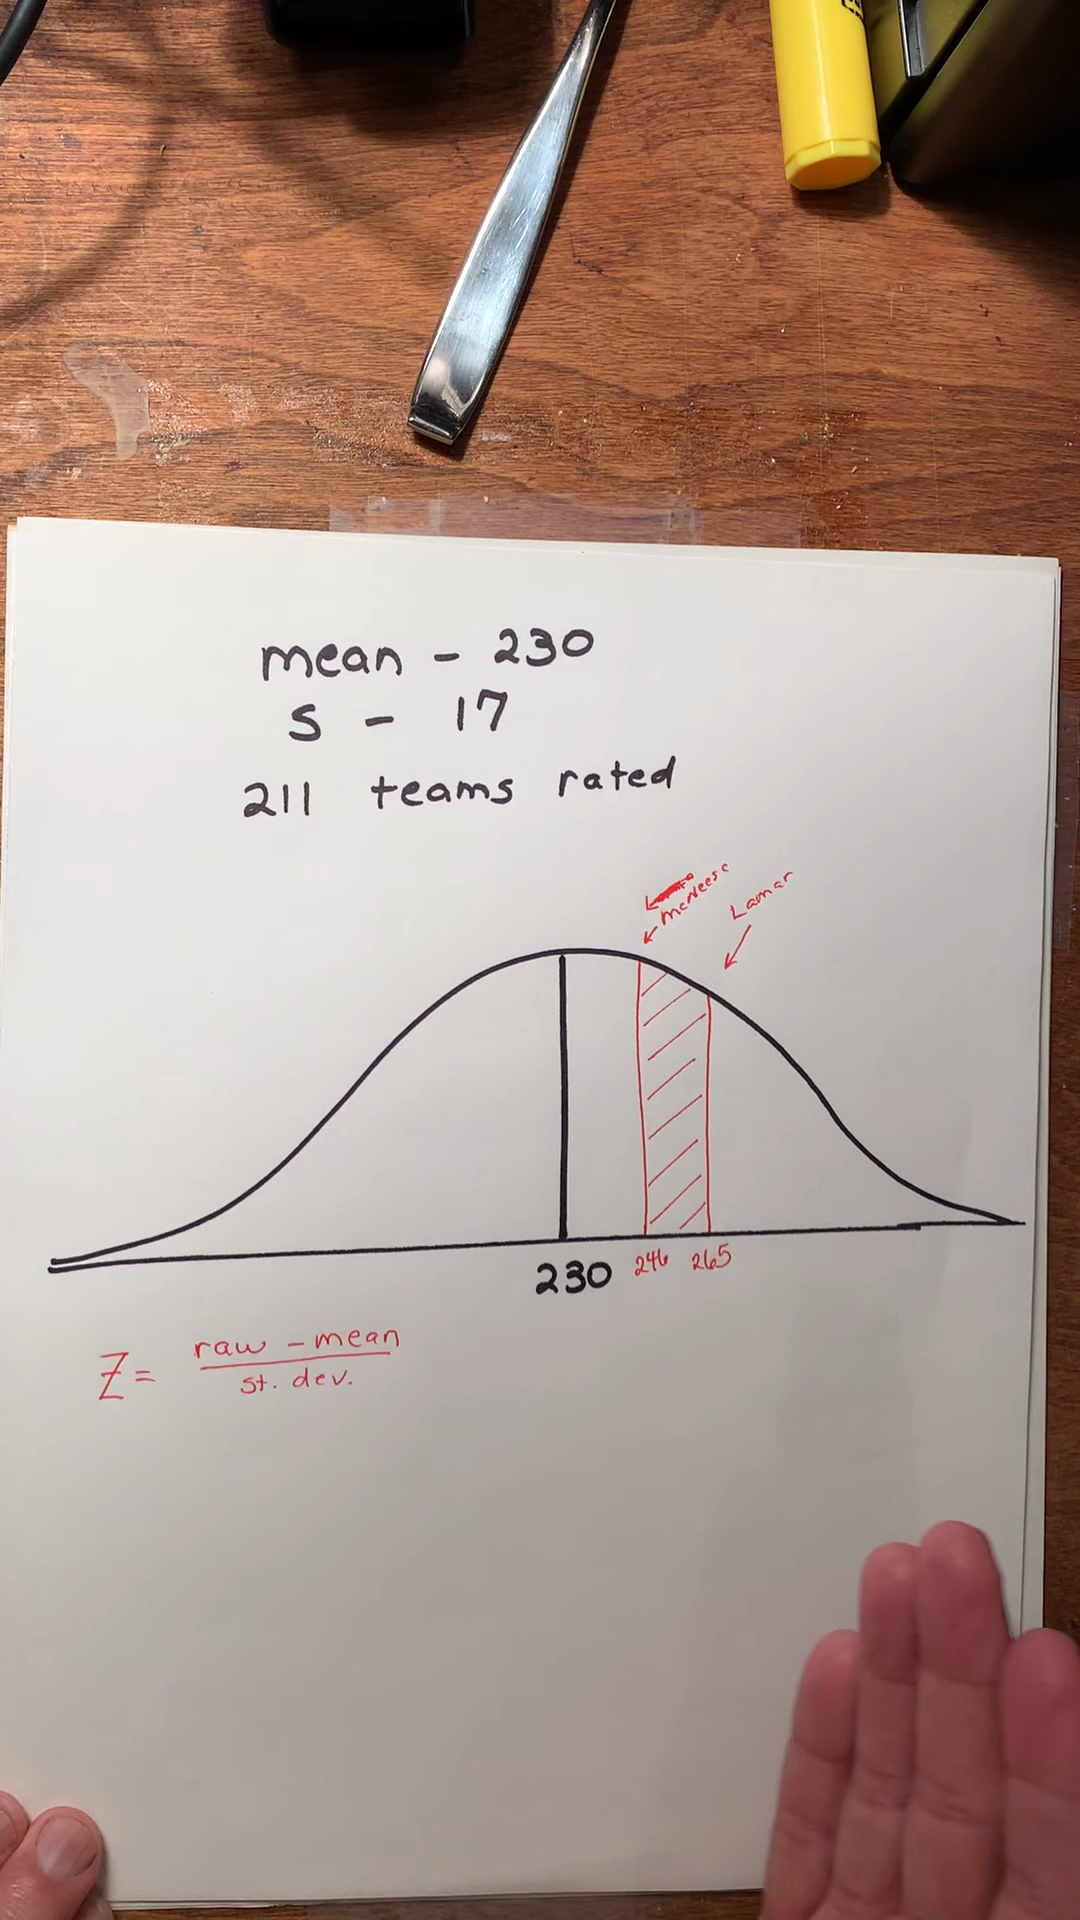 mean - 230
S - 17
211 teams rated
McNeese
Lamar
230 246 265
Z = raw - mean
st. dev.